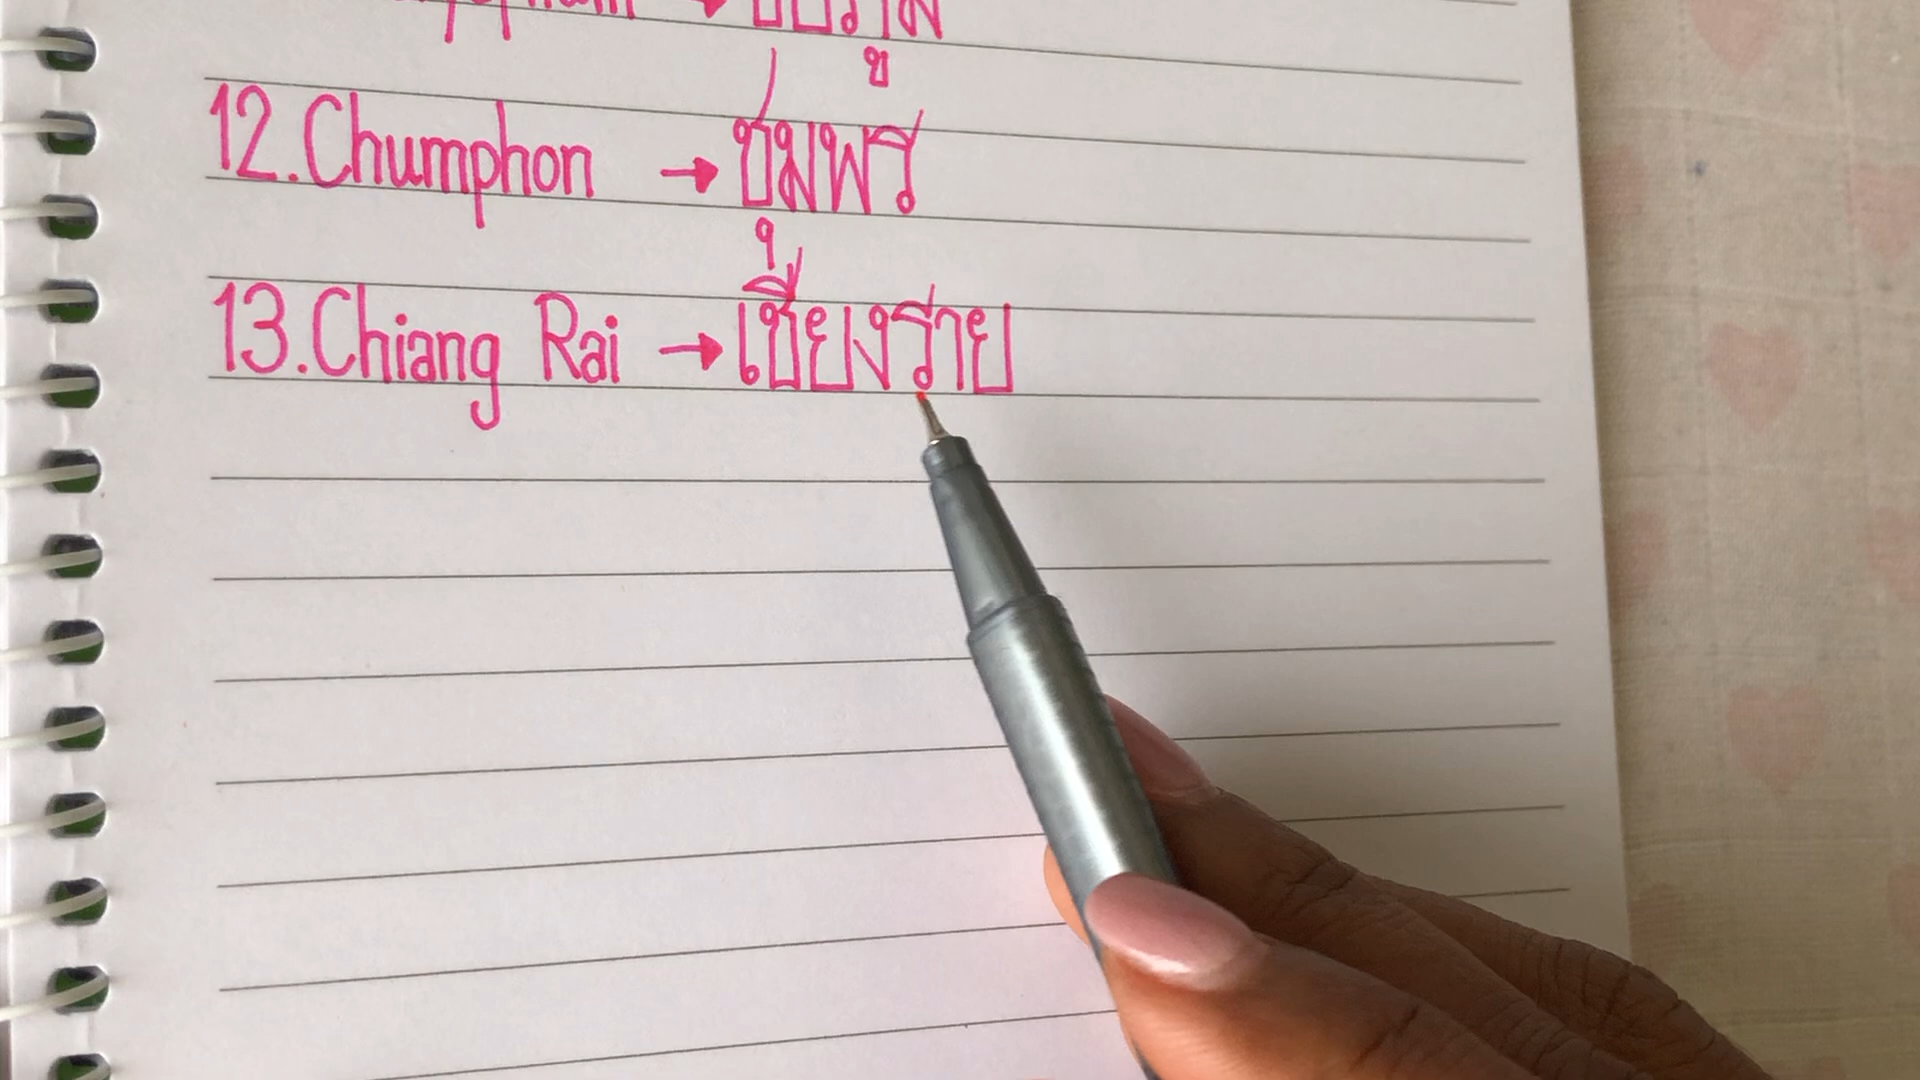 12. Chumphon → ชุมพร
13. Chiang Rai → เชียงราย